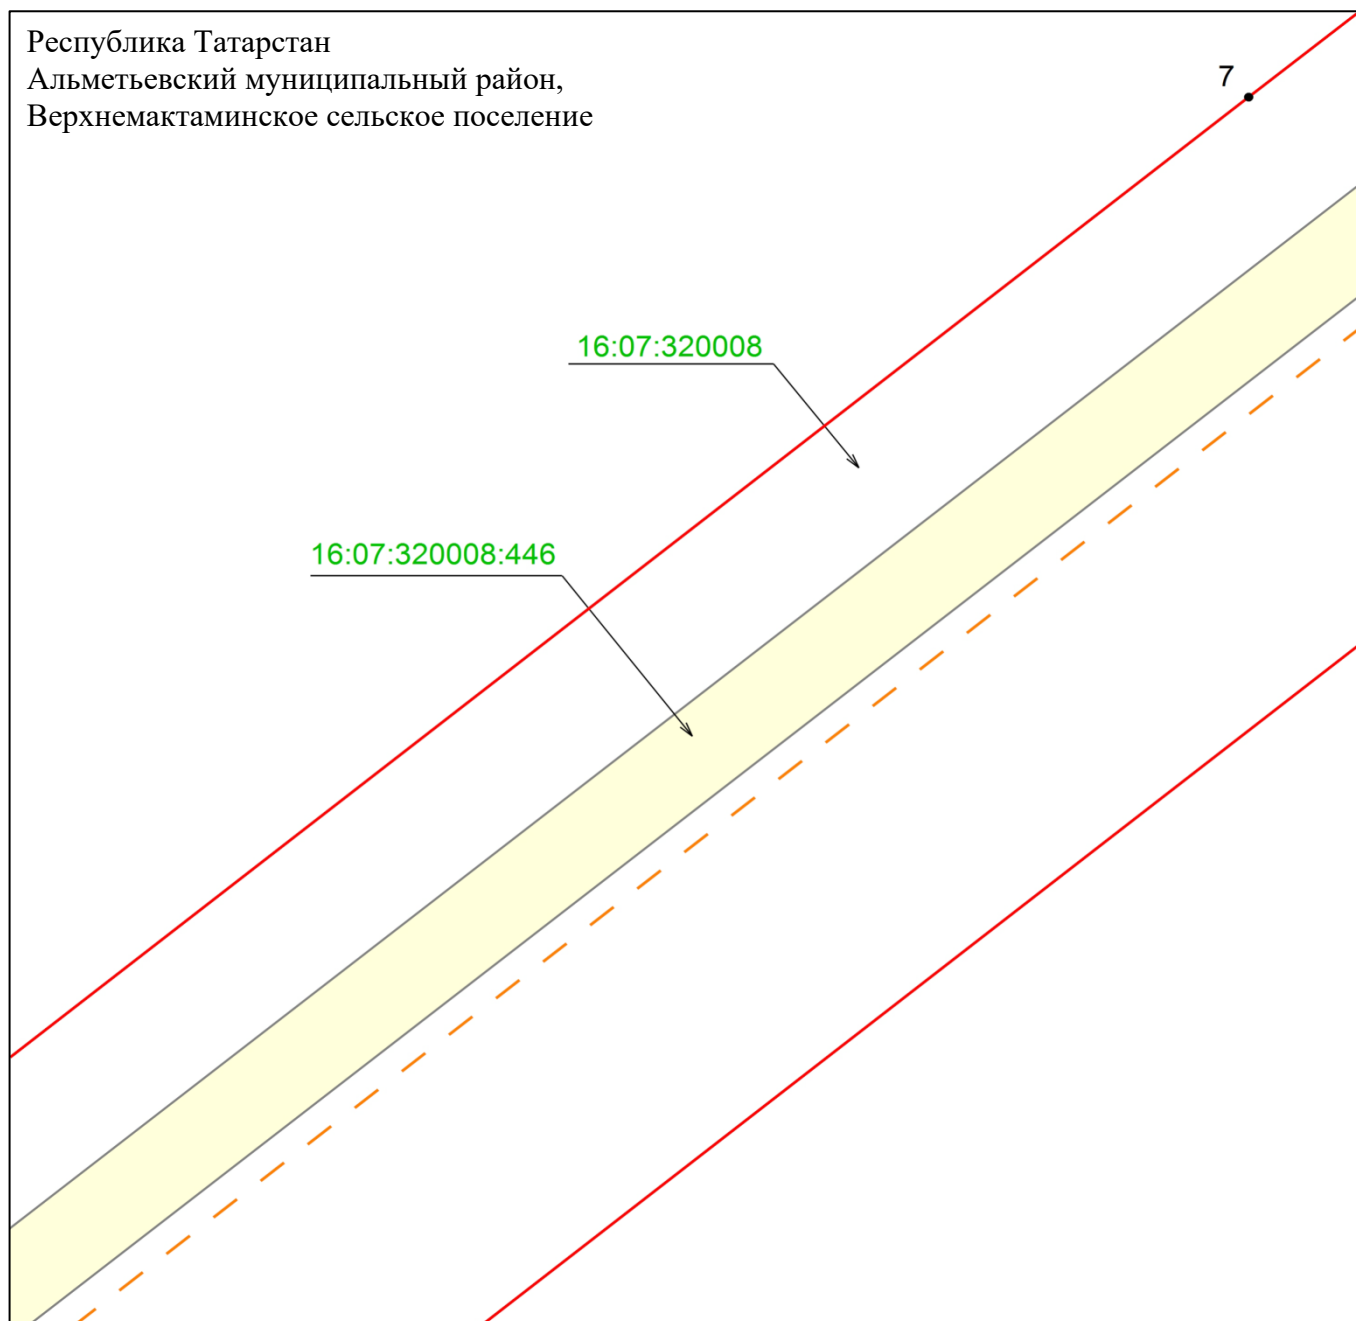 Республика Татарстан
Альметьевский муниципальный район,
Верхнемактаминское сельское поселение
7
16:07:320008
16:07:320008:446